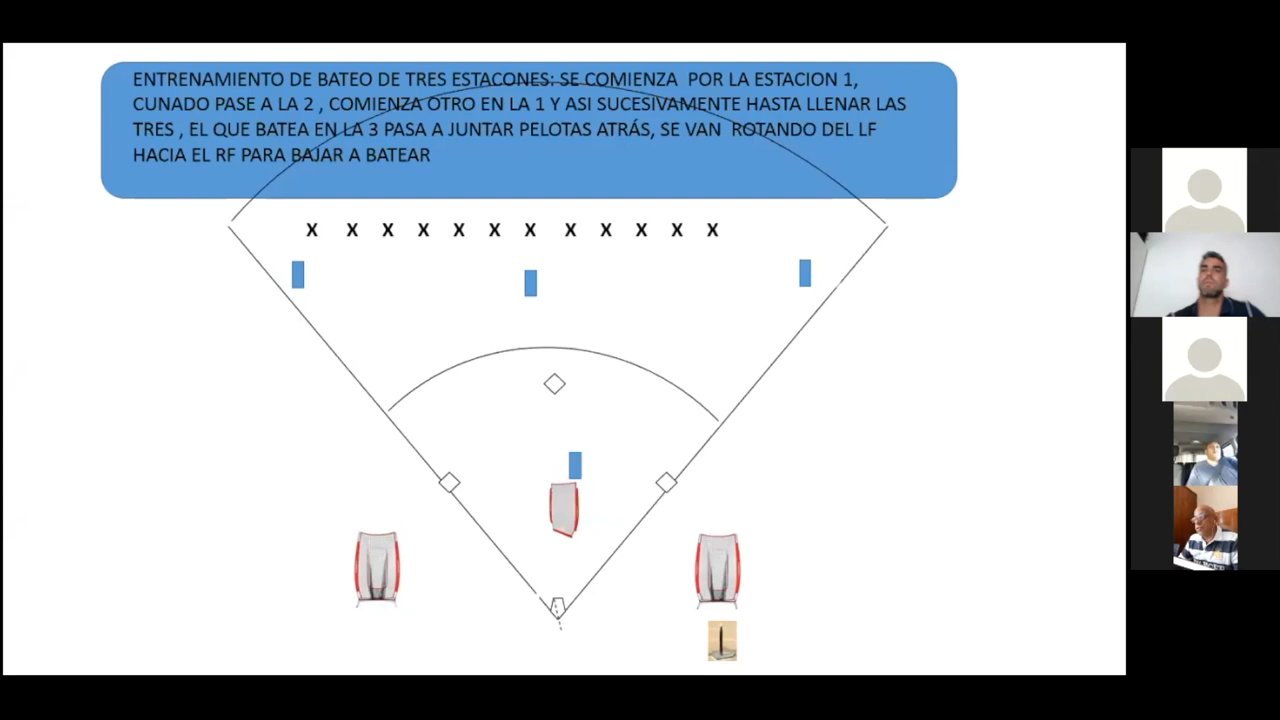 ENTRENAMIENTO DE BATEO DE TRES ESTACONES: SE COMIENZA POR LA ESTACION 1,
CUNADO PASE A LA 2 , COMIENZA OTRO EN LA 1 Y ASI SUCESIVAMENTE HASTA LLENAR LAS
TRES , EL QUE BATEA EN LA 3 PASA A JUNTAR PELOTAS ATRÁS, SE VAN ROTANDO DEL LF
HACIA EL RF PARA BAJAR A BATEAR
X X X X X X X X X X X X